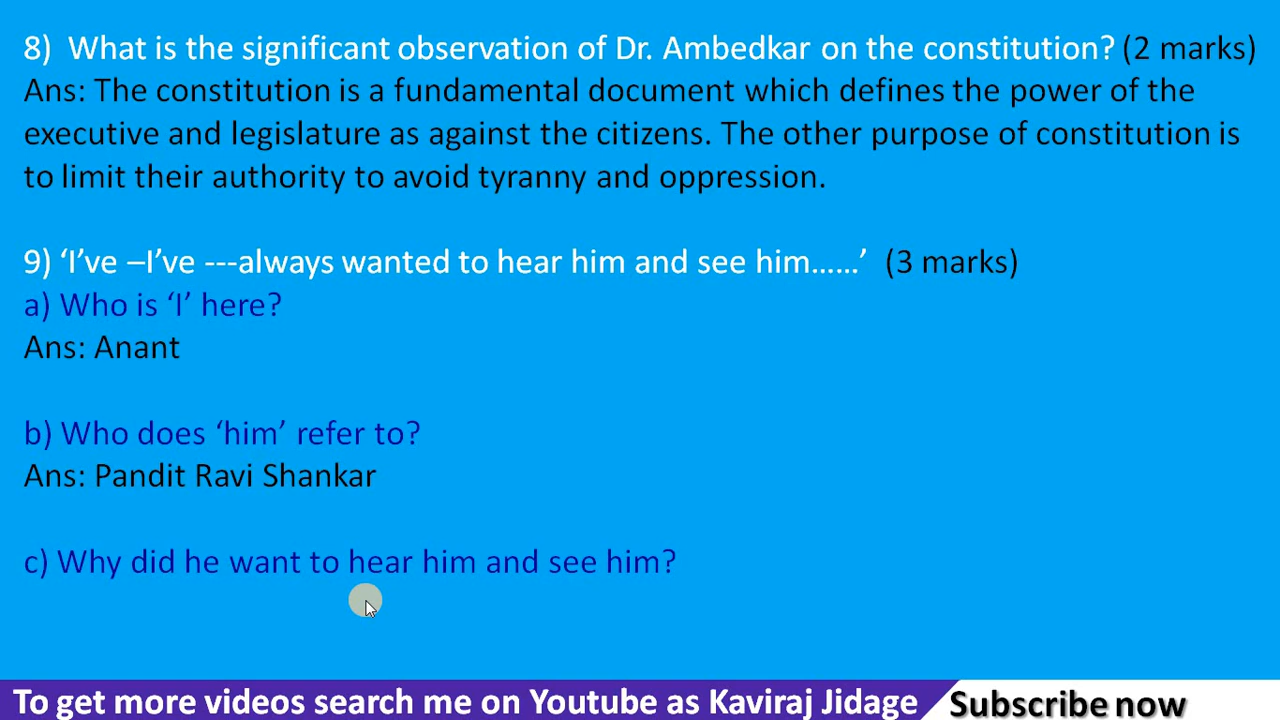 8)  What is the significant observation of Dr. Ambedkar on the constitution? (2 marks)
Ans: The constitution is a fundamental document which defines the power of the
executive and legislature as against the citizens. The other purpose of constitution is
to limit their authority to avoid tyranny and oppression.
9) ‘I’ve –I’ve ---always wanted to hear him and see him……’  (3 marks)
a) Who is ‘I’ here?
Ans: Anant
b) Who does ‘him’ refer to?
Ans: Pandit Ravi Shankar
c) Why did he want to hear him and see him?
To get more videos search me on Youtube as Kaviraj Jidage Subscribe now